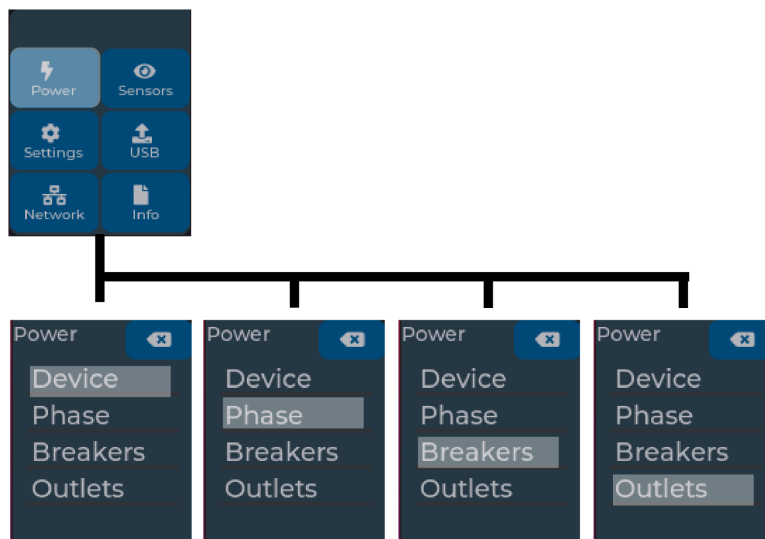 Power Sensors
Settings USB
Network Info
Power
Device
Phase
Breakers
Outlets
Power
Device
Phase
Breakers
Outlets
Power
Device
Phase
Breakers
Outlets
Power
Device
Phase
Breakers
Outlets